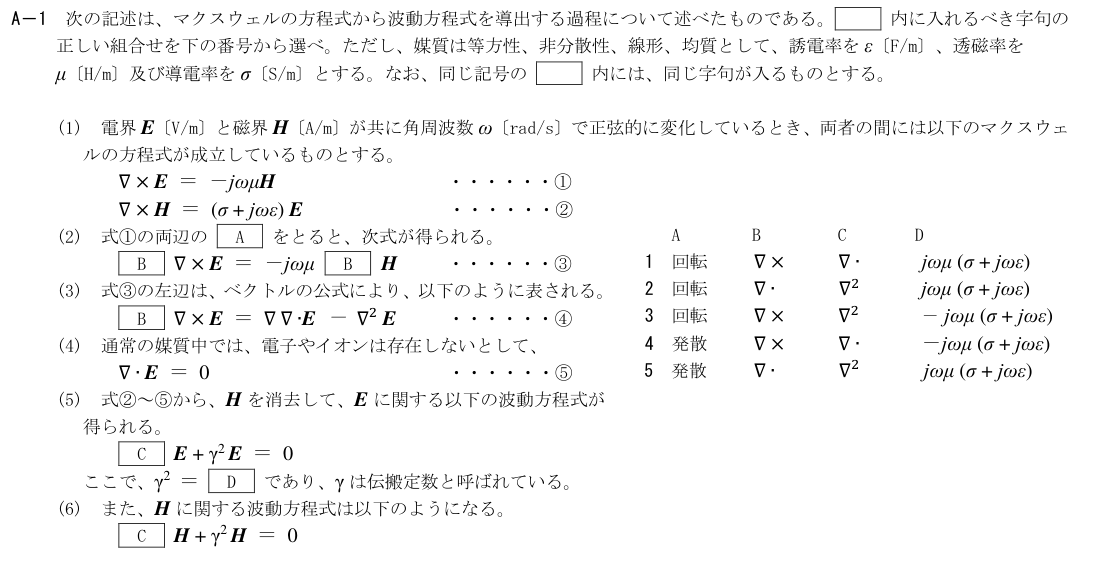 A－1 次の記述は、マクスウェルの方程式から波動方程式を導出する過程について述べたものである。□ 内に入れるべき字句の
正しい組合せを下の番号から選べ。ただし、媒質は等方性、非分散性、線形、均質として、誘電率を ε〔F/m〕、透磁率を
μ〔H/m〕及び導電率を σ〔S/m〕とする。なお、同じ記号の □ 内には、同じ字句が入るものとする。
(1) 電界 E〔V/m〕と磁界 H〔A/m〕が共に角周波数 ω〔rad/s〕で正弦的に変化しているとき、両者の間には以下のマクスウェ
ルの方程式が成立しているものとする。
∇×E = －jωμH ・・・・・・①
∇×H = (σ+jωε)E ・・・・・・②
(2) 式①の両辺の A をとると、次式が得られる。
B ∇×E = －jωμ B H ・・・・・・③
(3) 式③の左辺は、ベクトルの公式により、以下のように表される。
B ∇×E = ∇∇･E － ∇²E ・・・・・・④
(4) 通常の媒質中では、電子やイオンは存在しないとして、
∇･E = 0 ・・・・・・⑤
(5) 式②～⑤から、H を消去して、E に関する以下の波動方程式が
得られる。
C E+γ²E = 0
ここで、γ² = D であり、γ は伝搬定数と呼ばれている。
(6) また、H に関する波動方程式は以下のようになる。
C H+γ²H = 0
A B C D
1 回転 ∇× ∇･ jωμ(σ+jωε)
2 回転 ∇･ ∇² jωμ(σ+jωε)
3 回転 ∇× ∇² －jωμ(σ+jωε)
4 発散 ∇× ∇･ －jωμ(σ+jωε)
5 発散 ∇･ ∇² jωμ(σ+jωε)